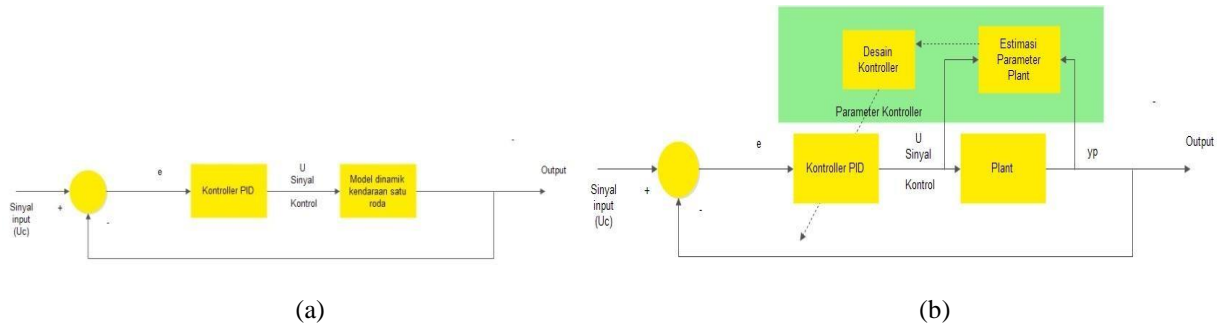 Sinyal
input
(Uc)
+
-
e
Kontroller PID
U
Sinyal
Kontrol
Model dinamik
kendaraan satu
roda
-
Output
(a)
Desain
Kontroller
Estimasi
Parameter
Plant
Parameter Kontroller
-
Sinyal
input
(Uc)
+
-
e
Kontroller PID
U
Sinyal
Kontrol
Plant
yp
Output
(b)